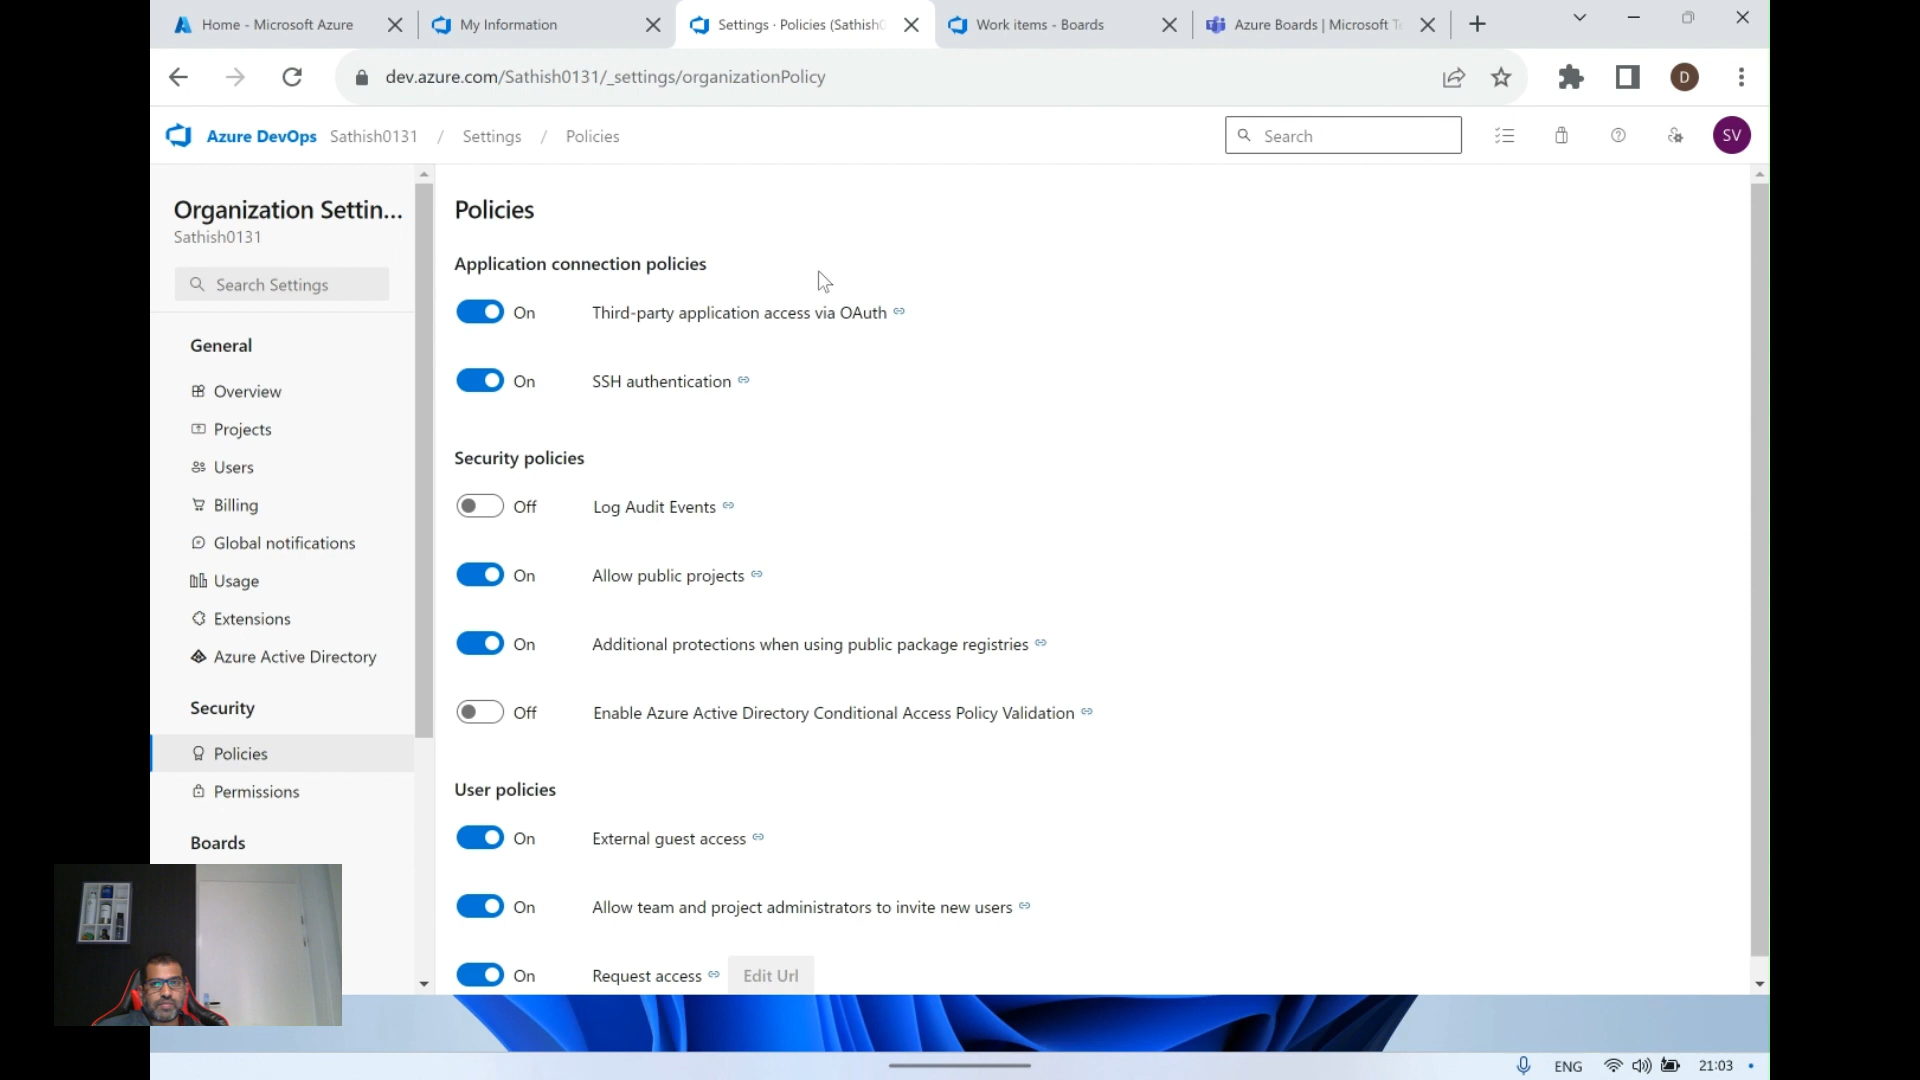 Home - Microsoft Azure
My Information
Settings · Policies (Sathish0
Work items - Boards
Azure Boards | Microsoft Te
dev.azure.com/Sathish0131/_settings/organizationPolicy
D
Azure DevOps Sathish0131 / Settings / Policies
Search
SV
Organization Settin...
Sathish0131
Search Settings
General
Overview
Projects
Users
Billing
Global notifications
Usage
Extensions
Azure Active Directory
Security
Policies
Permissions
Boards
Policies
Application connection policies
On Third-party application access via OAuth
On SSH authentication
Security policies
Off Log Audit Events
On Allow public projects
On Additional protections when using public package registries
Off Enable Azure Active Directory Conditional Access Policy Validation
User policies
On External guest access
On Allow team and project administrators to invite new users
On Request access Edit Url
ENG 21:03